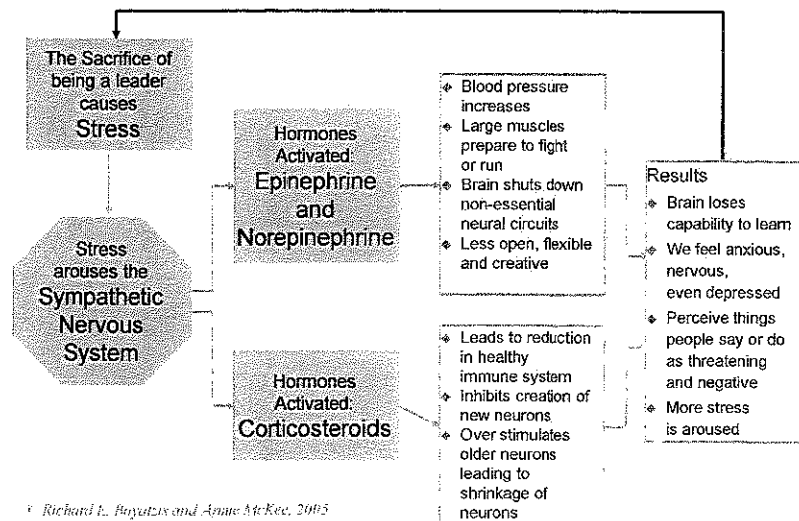 The Sacrifice of
being a leader
causes
Stress
Stress
arouses the
Sympathetic
Nervous
System
Hormones
Activated:
Epinephrine
and
Norepinephrine
Hormones
Activated:
Corticosteroids
Blood pressure
increases
Large muscles
prepare to fight
or run
Brain shuts down
non-essential
neural circuits
Less open, flexible
and creative
Leads to reduction
in healthy
immune system
Inhibits creation of
new neurons
Over stimulates
older neurons
leading to
shrinkage of
neurons
Results
Brain loses
capability to learn
We feel anxious,
nervous,
even depressed
Perceive things
people say or do
as threatening
and negative
More stress
is aroused
Richard E. Boyatzis and Annie McKee, 2005